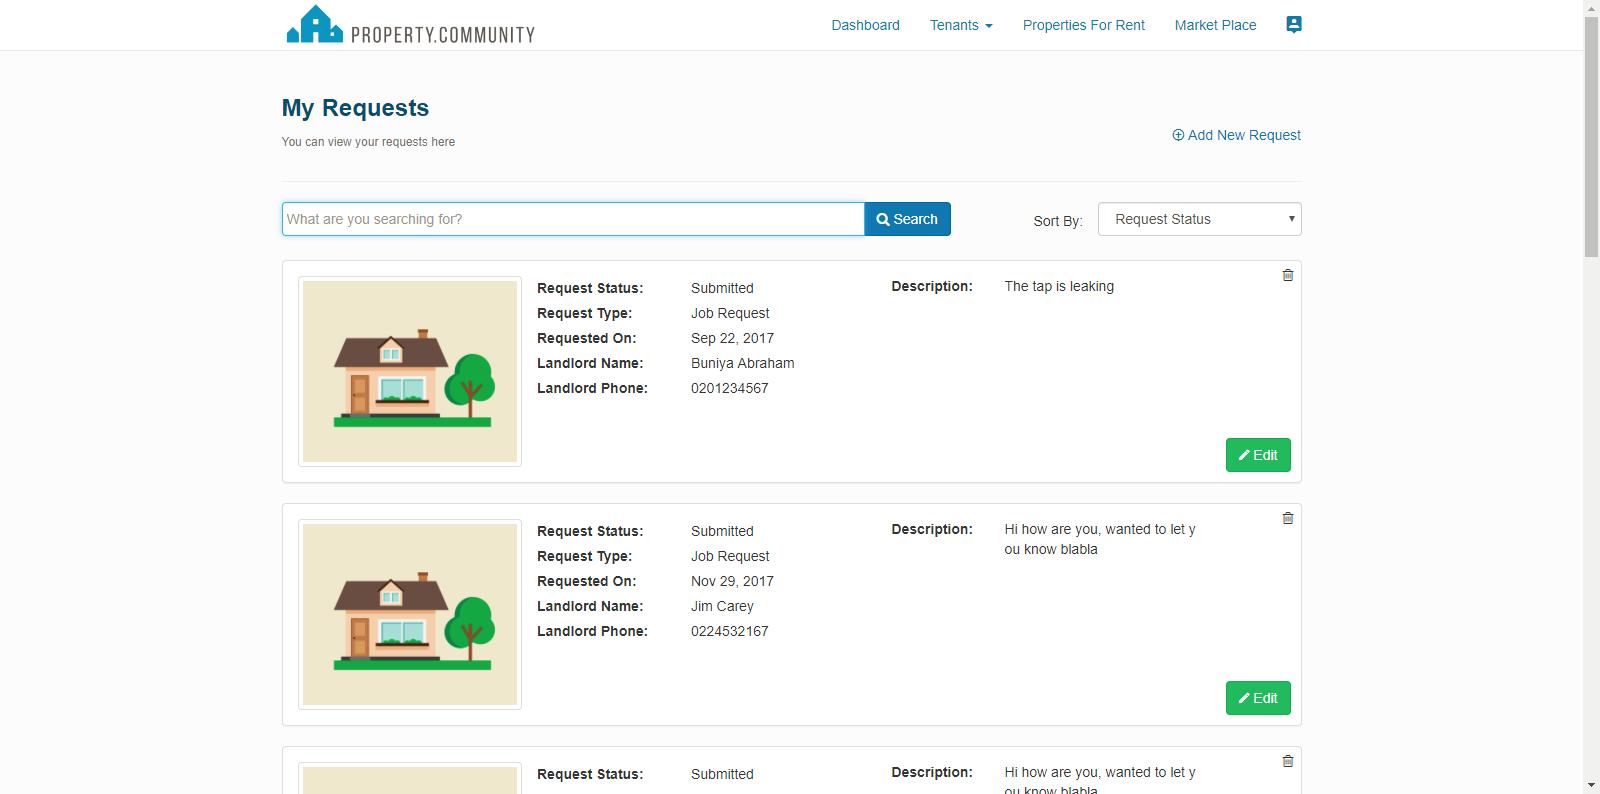 PROPERTY.COMMUNITY
Dashboard
Tenants
Properties For Rent
Market Place
My Requests
You can view your requests here
Add New Request
What are you searching for?
Search
Sort By:
Request Status
Request Status: Submitted
Request Type: Job Request
Requested On: Sep 22, 2017
Landlord Name: Buniya Abraham
Landlord Phone: 0201234567
Description: The tap is leaking
Edit
Request Status: Submitted
Request Type: Job Request
Requested On: Nov 29, 2017
Landlord Name: Jim Carey
Landlord Phone: 0224532167
Description: Hi how are you, wanted to let y
ou know blabla
Edit
Request Status: Submitted
Description: Hi how are you, wanted to let y
ou know blabla